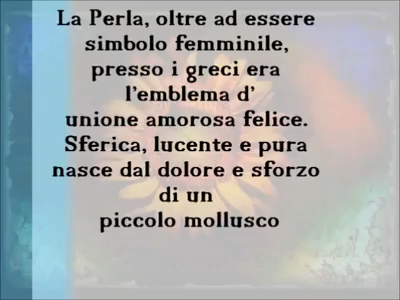 La Perla, oltre ad essere
simbolo femminile,
presso i greci era
l'emblema d'
unione amorosa felice.
Sferica, lucente e pura
nasce dal dolore e sforzo
di un
piccolo mollusco